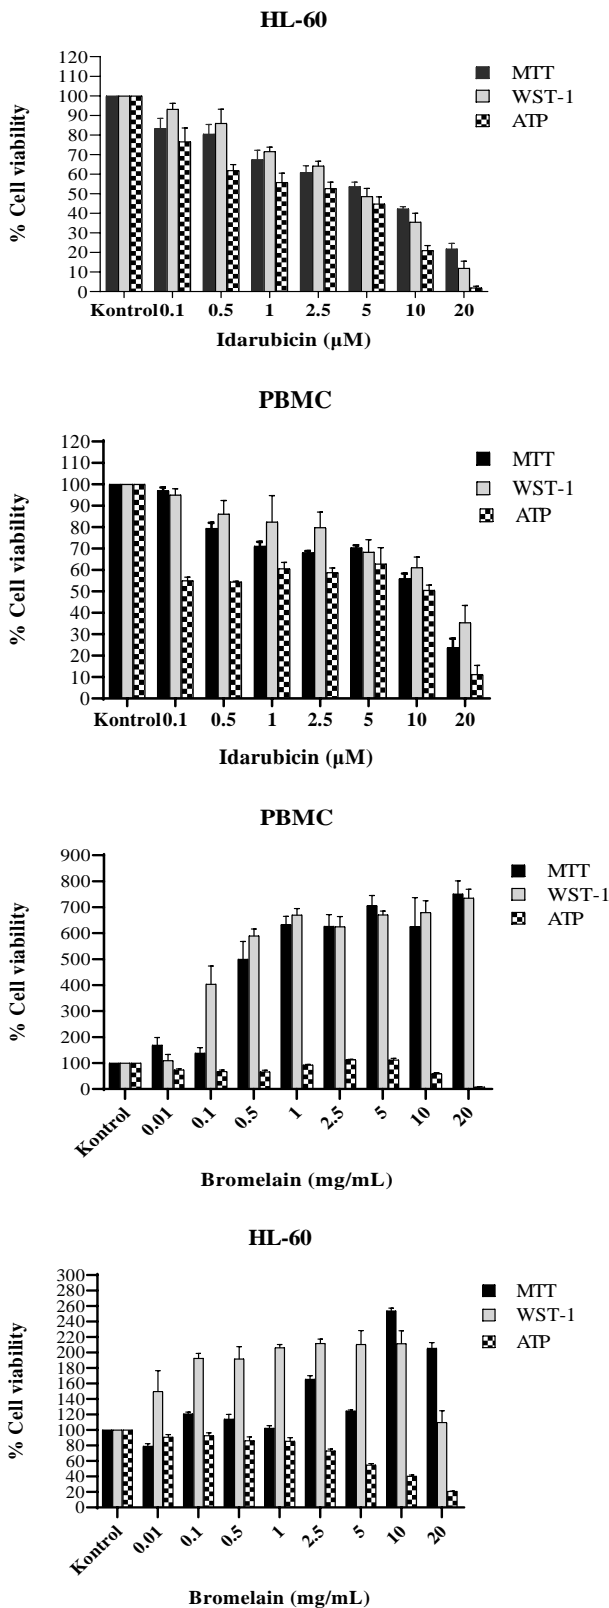 HL-60
120
110
100
90
80
70
60
50
40
30
20
10
0
% Cell viability
MTT
WST-1
ATP
Kontrol 0.1 0.5 1 2.5 5 10 20
Idarubicin (µM)
PBMC
120
110
100
90
80
70
60
50
40
30
20
10
0
% Cell viability
MTT
WST-1
ATP
Kontrol 0.1 0.5 1 2.5 5 10 20
Idarubicin (µM)
PBMC
900
800
700
600
500
400
300
200
100
0
% Cell viability
MTT
WST-1
ATP
Kontrol 0.01 0.1 0.5 1 2.5 5 10 20
Bromelain (mg/mL)
HL-60
300
280
260
240
220
200
180
160
140
120
100
80
60
40
20
0
% Cell viability
MTT
WST-1
ATP
Kontrol 0.01 0.1 0.5 1 2.5 5 10 20
Bromelain (mg/mL)